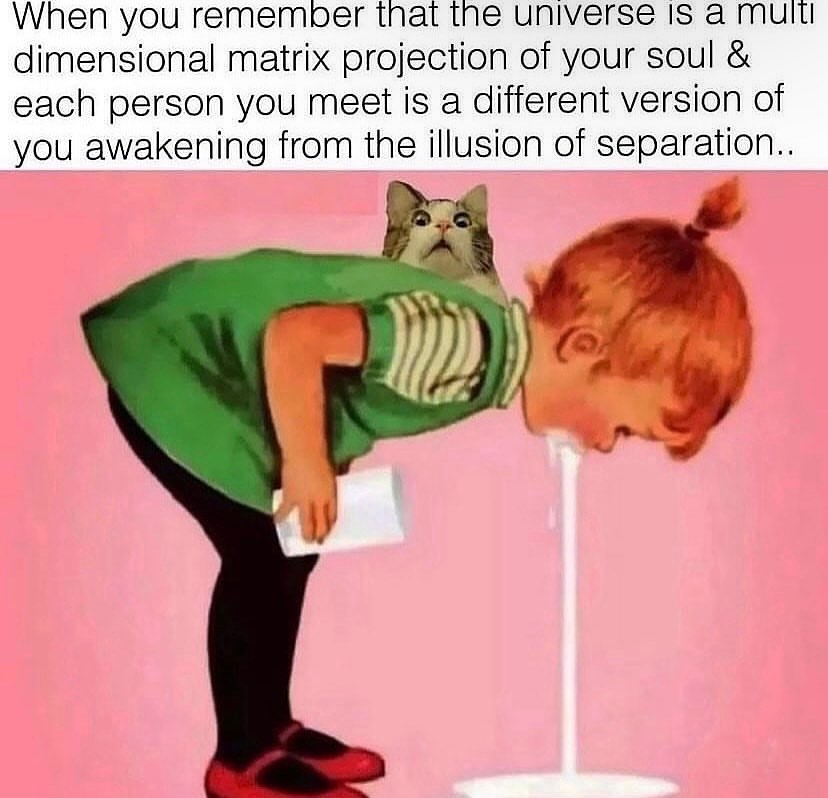 When you remember that the universe is a multi
dimensional matrix projection of your soul &
each person you meet is a different version of
you awakening from the illusion of separation..